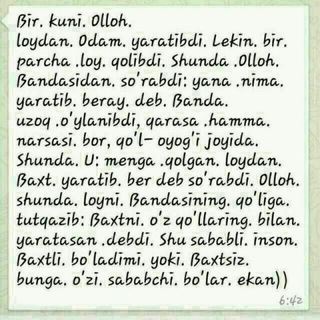 Bir. kuni. Olloh.
loydan. Odam. yaratibdi. Lekin. bir.
parcha .loy. qolibdi. Shunda .Olloh.
Bandasidan. so'rabdi: yana .nima.
yaratib. beray. deb. Banda.
uzoq .o'ylanibdi, qarasa .hamma.
narsasi. bor, qo'l- oyog'i joyida.
Shunda. U: menga .qolgan. loydan.
Baxt. yaratib. ber deb so'rabdi. Olloh.
shunda. loyni. Bandasining. qo'liga.
tutqazib: Baxtni. o'z qo'llaring. bilan.
yaratasan .debdi. Shu sababli. inson.
Baxtli. bo'ladimi. yoki. Baxtsiz.
bunga. o'zi. sababchi. bo'lar. ekan))
6:42